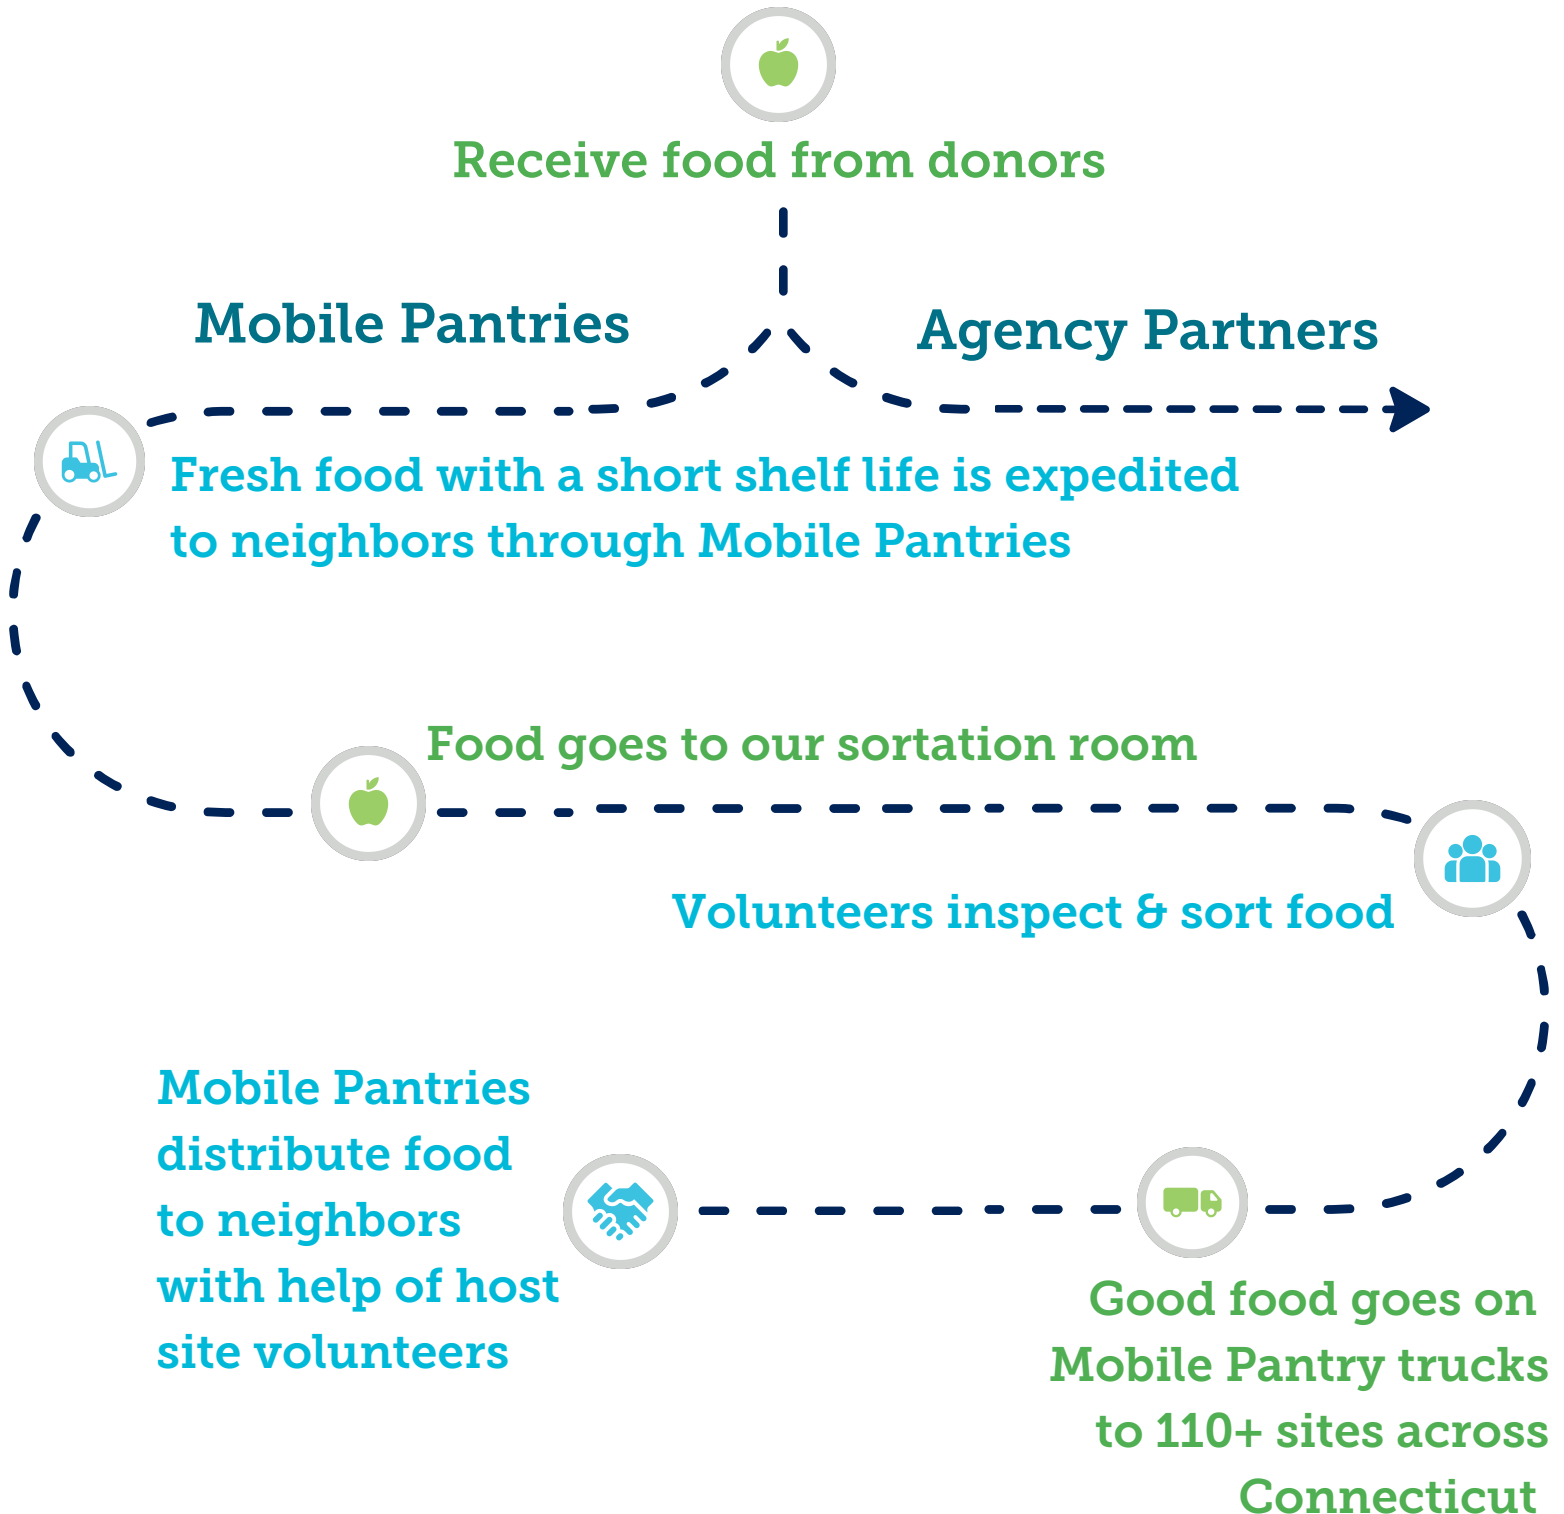 Receive food from donors
Mobile Pantries
Agency Partners
Fresh food with a short shelf life is expedited
to neighbors through Mobile Pantries
Food goes to our sortation room
Volunteers inspect & sort food
Mobile Pantries
distribute food
to neighbors
with help of host
site volunteers
Good food goes on
Mobile Pantry trucks
to 110+ sites across
Connecticut